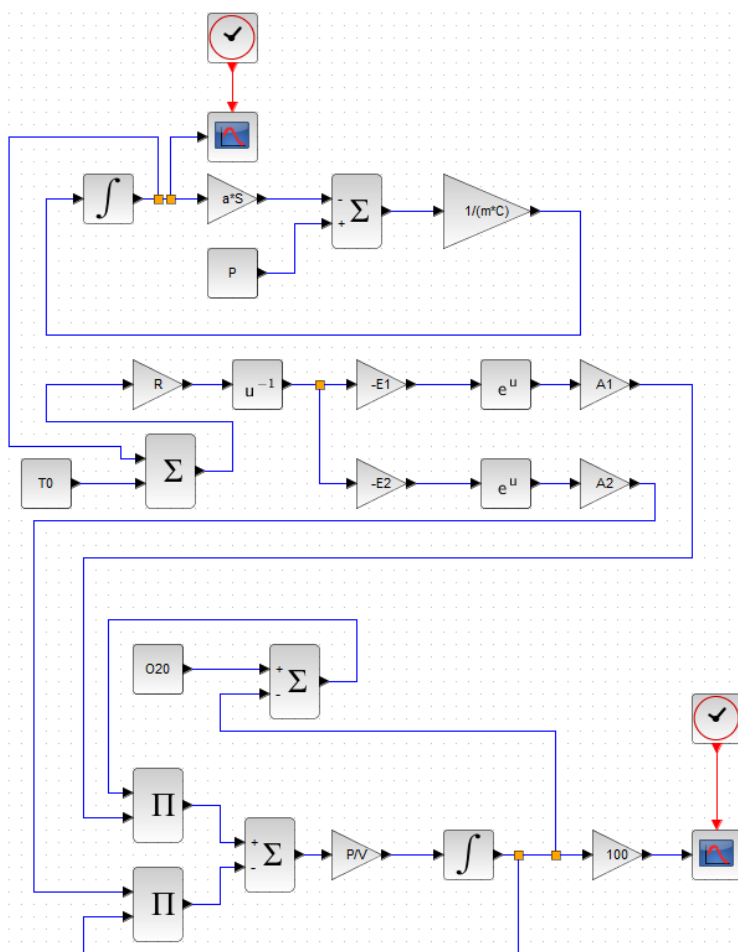 ∫
a*S
-
+
Σ
1/(m*C)
P
R
u⁻¹
-E1
eᵘ
A1
T0
Σ
-E2
eᵘ
A2
O20
+
-
Σ
Π
+
-
Σ
P/V
∫
100
Π